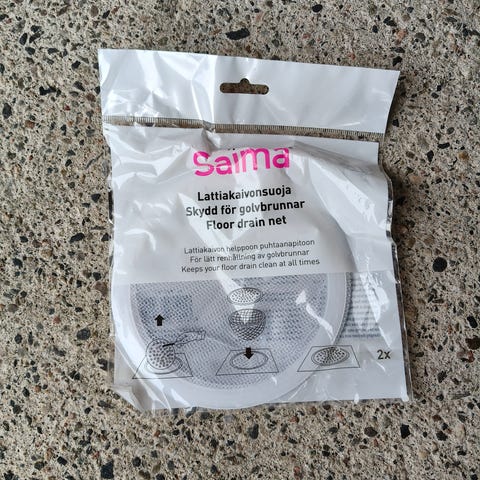 Saima
Lattiakaivonsuoja
Skydd för golvbrunnar
Floor drain net
Lattiakaivon helppoon puhtaanapitoon
För lätt renhållning av golvbrunnar
Keeps your floor drain clean at all times
2x